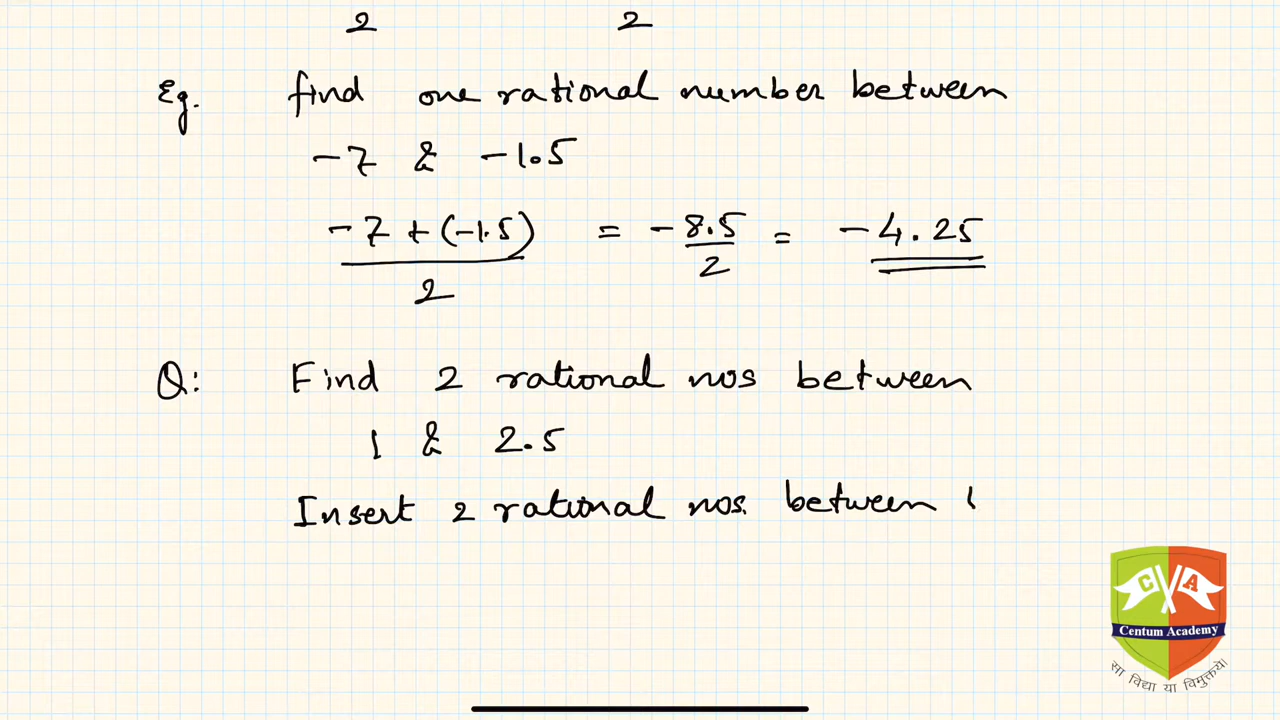 2 2
Eg. find one rational number between
-7 & -1.5
-7 + (-1.5) = -8.5 = -4.25
2 2
Q: Find 2 rational nos between
1 & 2.5
Insert 2 rational nos. between 1
C A
Centum Academy
सा विद्या या विमुक्तये